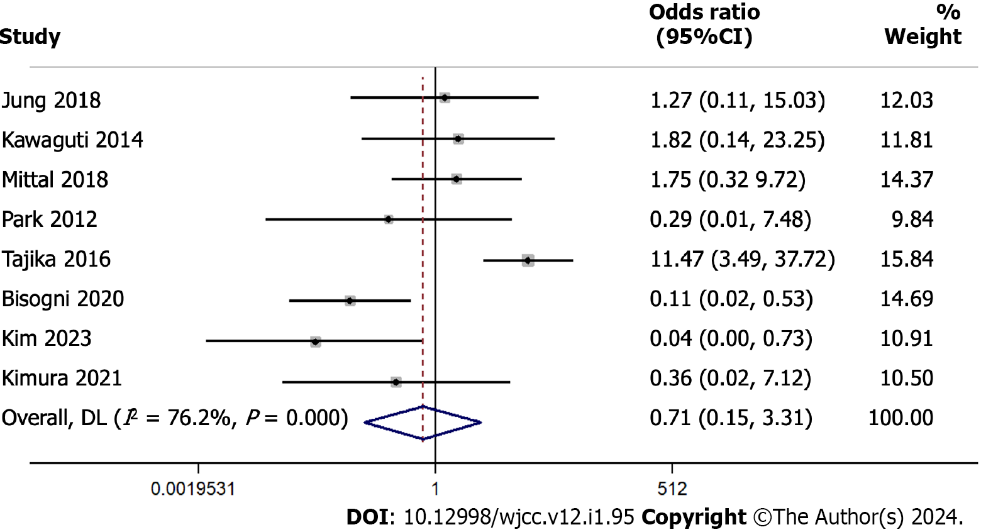 Study Odds ratio (95%CI) % Weight
Jung 2018 1.27 (0.11, 15.03) 12.03
Kawaguti 2014 1.82 (0.14, 23.25) 11.81
Mittal 2018 1.75 (0.32 9.72) 14.37
Park 2012 0.29 (0.01, 7.48) 9.84
Tajika 2016 11.47 (3.49, 37.72) 15.84
Bisogni 2020 0.11 (0.02, 0.53) 14.69
Kim 2023 0.04 (0.00, 0.73) 10.91
Kimura 2021 0.36 (0.02, 7.12) 10.50
Overall, DL (I² = 76.2%, P = 0.000) 0.71 (0.15, 3.31) 100.00
0.0019531 1 512
DOI: 10.12998/wjcc.v12.i1.95 Copyright ©The Author(s) 2024.